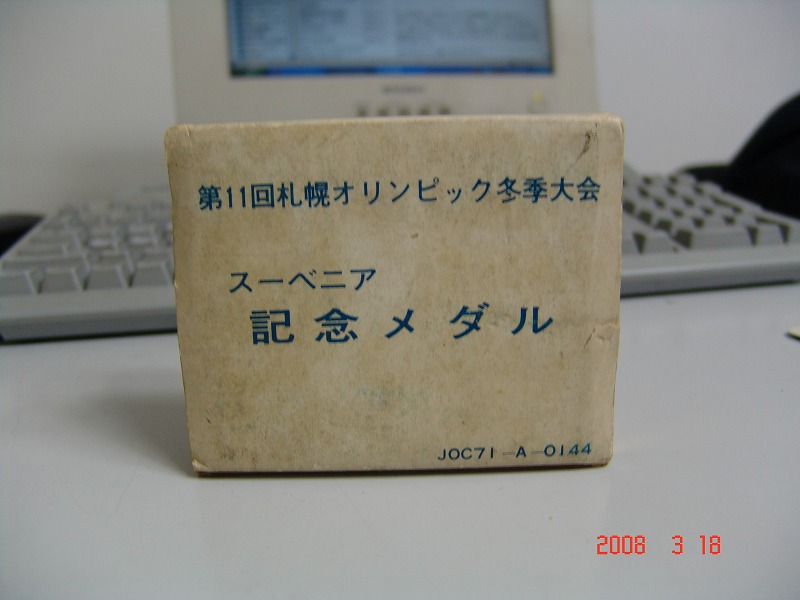 第11回札幌オリンピック冬季大会
スーベニア
記念メダル
JOC71-A-0144
2008 3 18